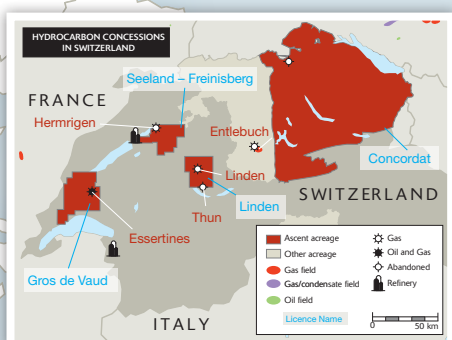 HYDROCARBON CONCESSIONS
IN SWITZERLAND
Seeland – Freinisberg
FRANCE
Hermrigen
Entlebuch
Concordat
Linden
SWITZERLAND
Linden
Thun
Essertines
Gros de Vaud
ITALY
Ascent acreage
Other acreage
Gas field
Gas/condensate field
Oil field
Licence Name
Gas
Oil and Gas
Abandoned
Refinery
0 50 km